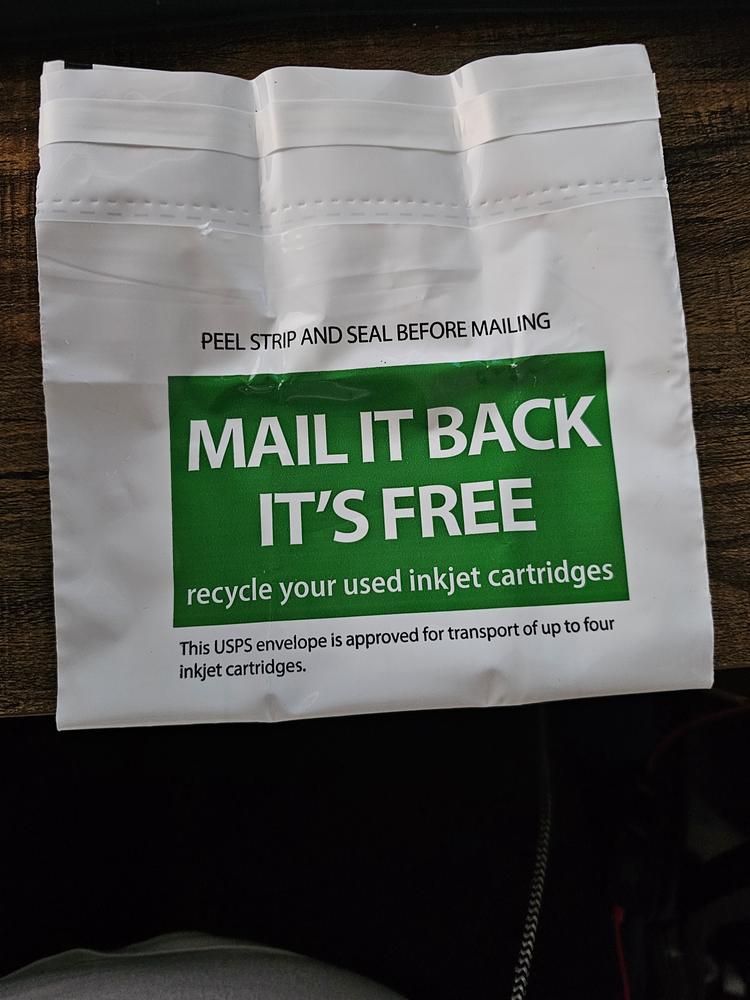 PEEL STRIP AND SEAL BEFORE MAILING
MAIL IT BACK
IT'S FREE
recycle your used inkjet cartridges
This USPS envelope is approved for transport of up to four
inkjet cartridges.